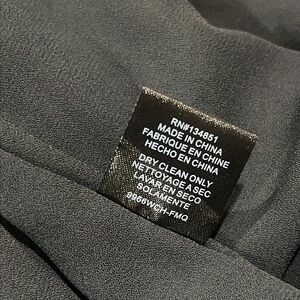 RN#134851
MADE IN CHINA
FABRIQUE EN CHINE
HECHO EN CHINA
DRY CLEAN ONLY
NETTOYAGE A SEC
LAVAR EN SECO
SOLAMENTE
9966WCH-FMQ